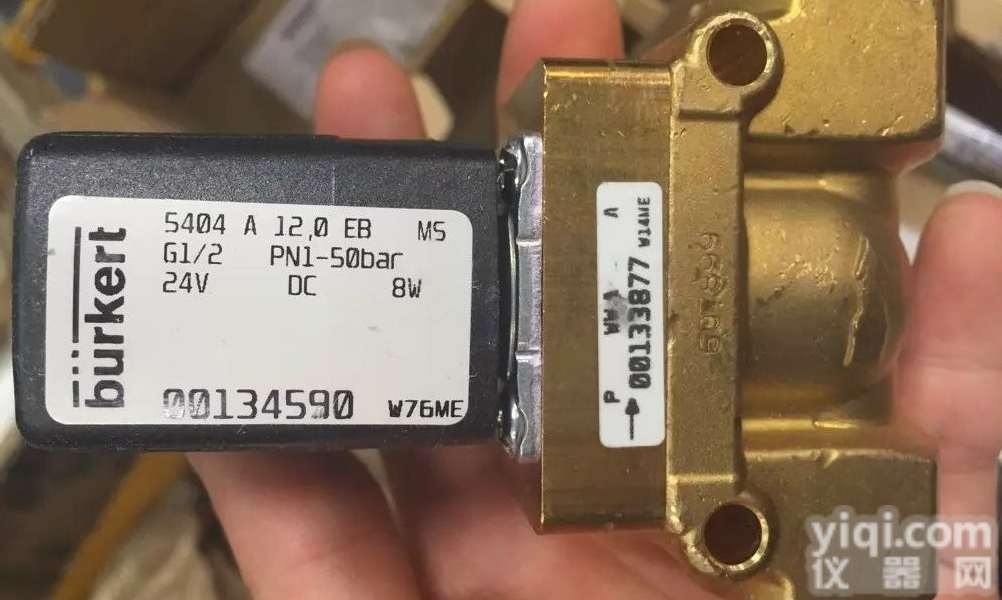 bürkert
5404 A 12,0 EB MS
G1/2 PN1-50bar
24V DC 8W
00134590 W76ME
P WW A
00133877 W14ME
yiqi.com
仪器网